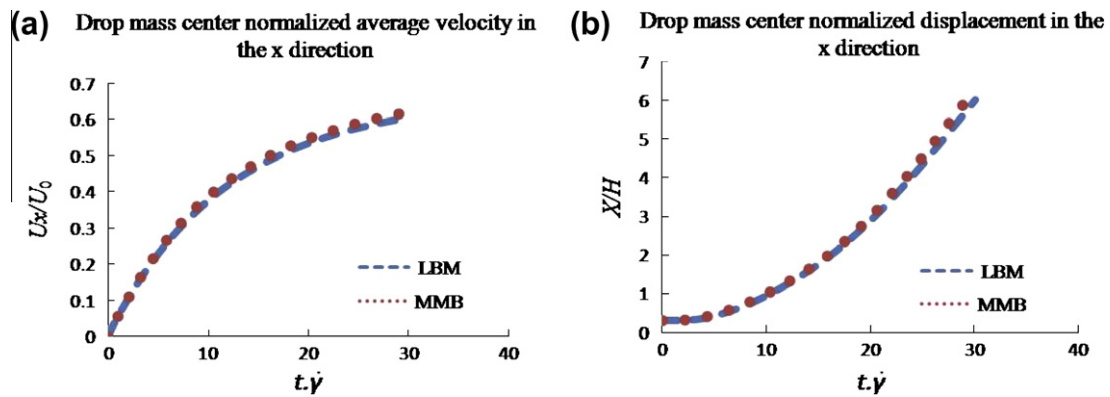 (a) Drop mass center normalized average velocity in
the x direction
0.7
0.6
0.5
0.4
0.3
0.2
0.1
0
Ux/U₀
LBM
MMB
0 10 20 30 40
t.γ̇
(b) Drop mass center normalized displacement in the
x direction
7
6
5
4
3
2
1
0
X/H
LBM
MMB
0 10 20 30 40
t.γ̇